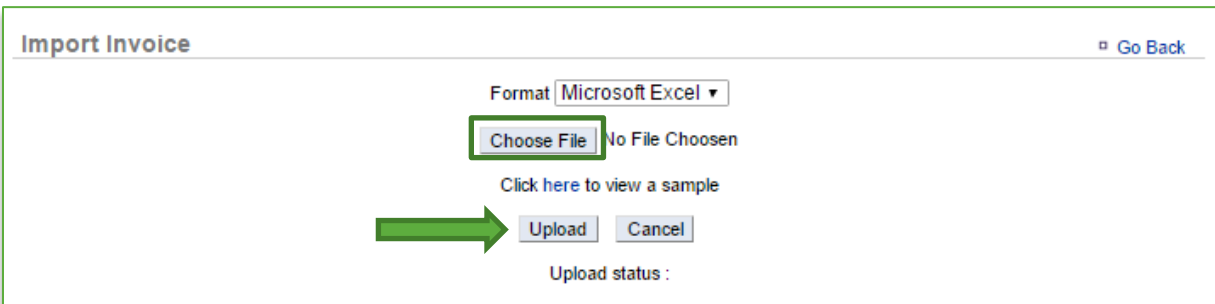 Import Invoice
Go Back
Format Microsoft Excel
Choose File No File Choosen
Click here to view a sample
Upload Cancel
Upload status :